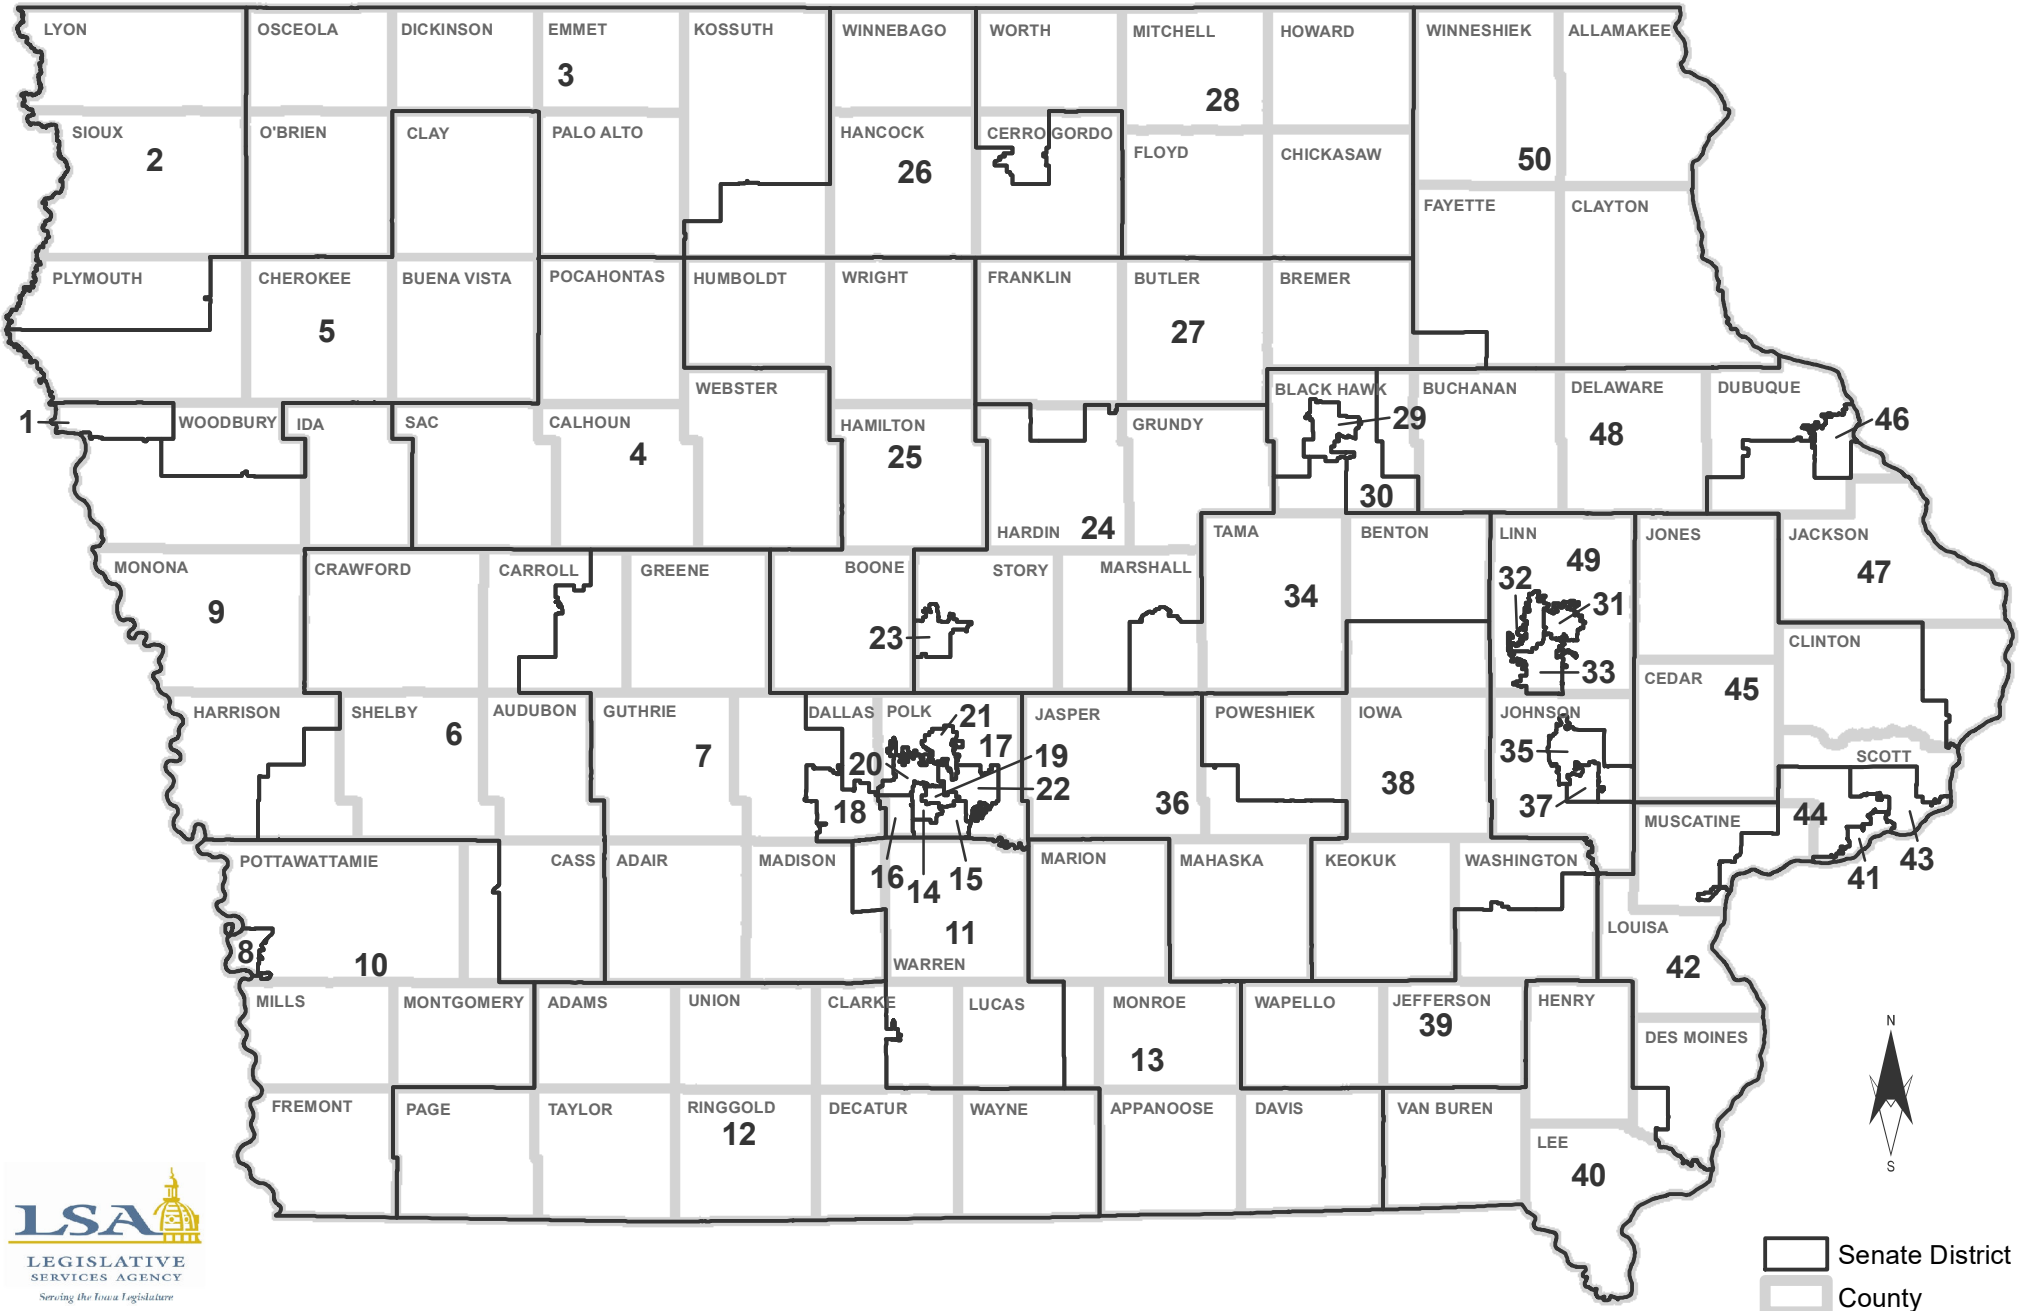 LYON OSCEOLA DICKINSON EMMET KOSSUTH WINNEBAGO WORTH MITCHELL HOWARD WINNESHIEK ALLAMAKEE
3
28
SIOUX O'BRIEN CLAY PALO ALTO HANCOCK CERRO GORDO FLOYD CHICKASAW
2 26 50
FAYETTE CLAYTON
PLYMOUTH CHEROKEE BUENA VISTA POCAHONTAS HUMBOLDT WRIGHT FRANKLIN BUTLER BREMER
5 27
WEBSTER BLACK HAWK BUCHANAN DELAWARE DUBUQUE
1 WOODBURY IDA SAC CALHOUN HAMILTON GRUNDY 29 48 46
4 25
30
HARDIN 24 TAMA BENTON LINN JONES JACKSON
MONONA CRAWFORD CARROLL GREENE BOONE STORY MARSHALL 49 47
32
9 34 31
23 CLINTON
33 CEDAR 45
HARRISON SHELBY AUDUBON GUTHRIE DALLAS POLK 21 JASPER POWESHIEK IOWA JOHNSON
6 7 17 19 35 SCOTT
20 22 38
18 36 37 44
MUSCATINE
POTTAWATTAMIE CASS ADAIR MADISON MARION MAHASKA KEOKUK WASHINGTON 43
16 14 15 41
11 LOUISA
8 10 WARREN 42
MILLS MONTGOMERY ADAMS UNION CLARKE LUCAS MONROE WAPELLO JEFFERSON HENRY
39
DES MOINES
13
FREMONT PAGE TAYLOR RINGGOLD DECATUR WAYNE APPANOOSE DAVIS VAN BUREN
12 LEE
40
N
S
LSA
LEGISLATIVE
SERVICES AGENCY
Serving the Iowa Legislature
Senate District
County